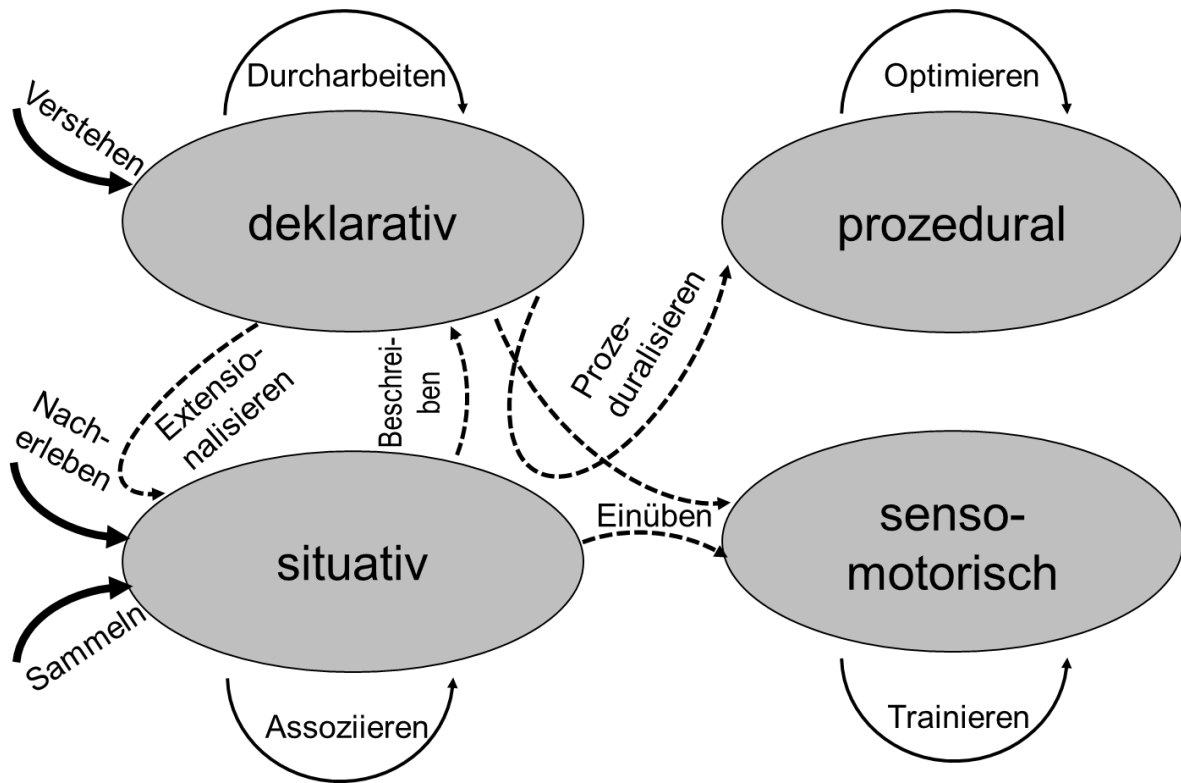 Durcharbeiten
Optimieren
Verstehen
deklarativ
prozedural
Extensio-
nalisieren
Beschrei-
ben
Proze-
duralisieren
Nach-
erleben
Einüben
situativ
senso-
motorisch
Sammeln
Assoziieren
Trainieren